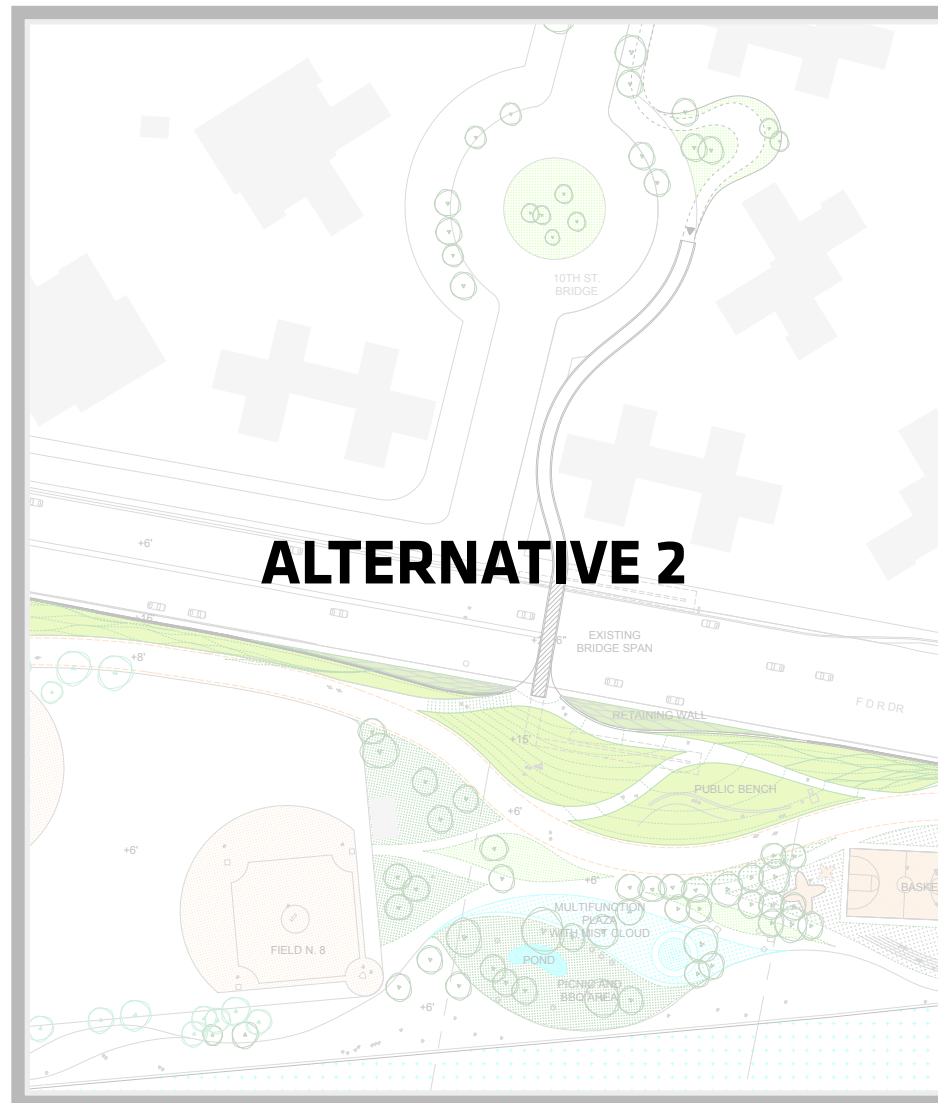 10TH ST.
BRIDGE
ALTERNATIVE 2
+6'
+16'
EXISTING
BRIDGE SPAN
+8'
F D R DR
RETAINING WALL
+15'
PUBLIC BENCH
+6'
+6'
+6'
BASKE
MULTIFUNCTION
PLAZA
WITH MIST CLOUD
FIELD N. 8
POND
PICNIC AND
BBQ AREA
+6'